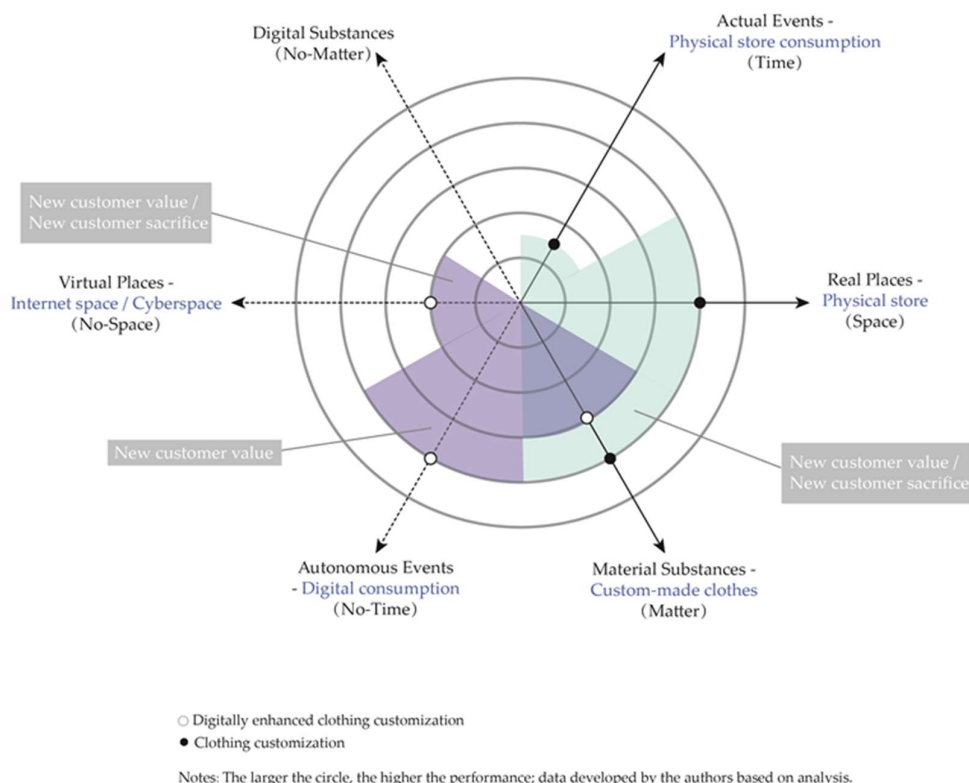 Digital Substances
(No-Matter)
Actual Events -
Physical store consumption
(Time)
New customer value /
New customer sacrifice
Virtual Places -
Internet space / Cyberspace
(No-Space)
Real Places -
Physical store
(Space)
New customer value
New customer value /
New customer sacrifice
Autonomous Events
- Digital consumption
(No-Time)
Material Substances -
Custom-made clothes
(Matter)
Digitally enhanced clothing customization
Clothing customization
Notes: The larger the circle, the higher the performance; data developed by the authors based on analysis.